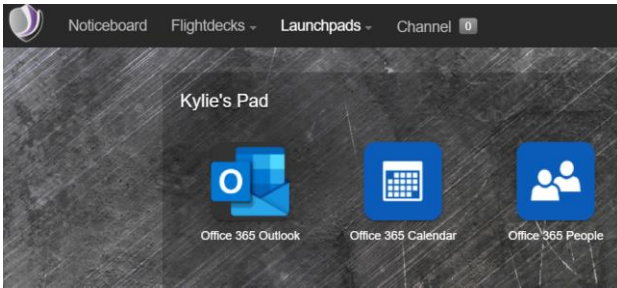 Noticeboard Flightdecks Launchpads Channel 0
Kylie's Pad
O
Office 365 Outlook Office 365 Calendar Office 365 People